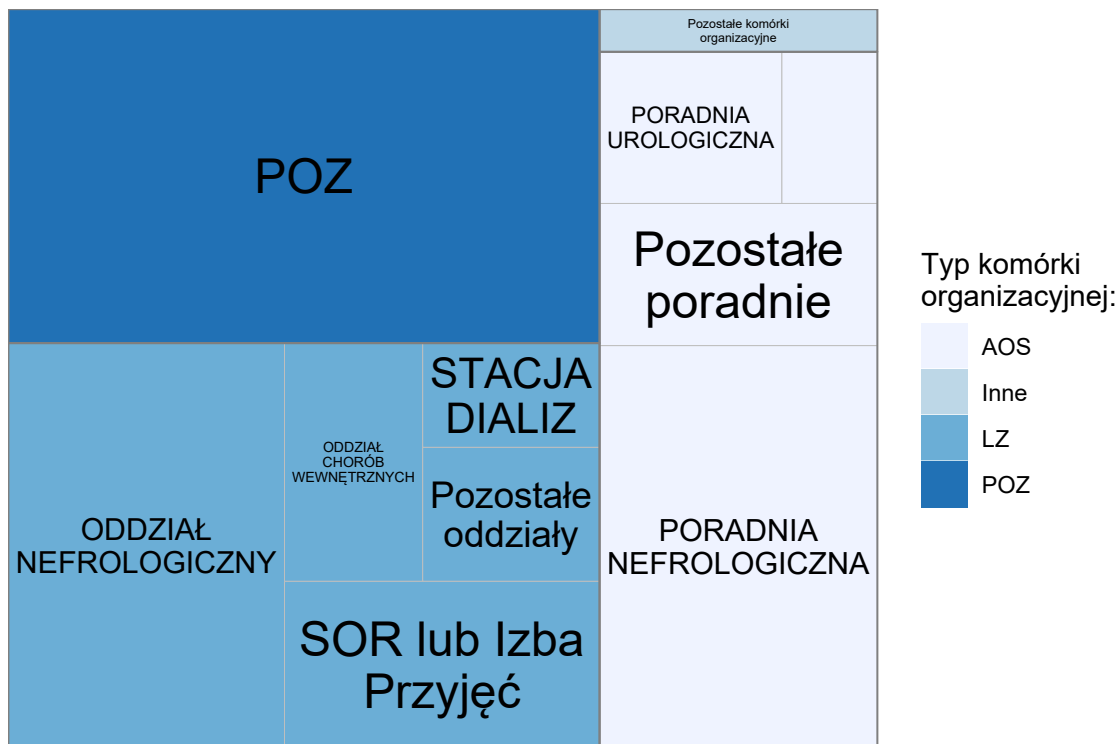 POZ
Pozostałe komórki
organizacyjne
PORADNIA
UROLOGICZNA
Pozostałe
poradnie
STACJA
DIALIZ
ODDZIAŁ
CHORÓB
WEWNĘTRZNYCH
Pozostałe
oddziały
ODDZIAŁ
NEFROLOGICZNY
PORADNIA
NEFROLOGICZNA
SOR lub Izba
Przyjęć
Typ komórki
organizacyjnej:
AOS
Inne
LZ
POZ